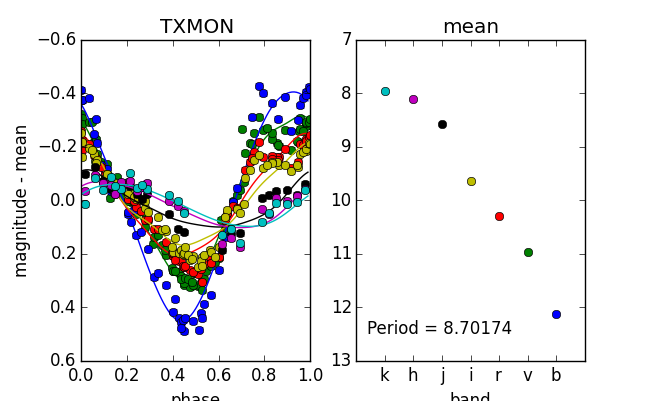 TXMON
mean
−0.6
−0.4
−0.2
0.0
0.2
0.4
0.6
magnitude - mean
0.0 0.2 0.4 0.6 0.8 1.0
phase
7
8
9
10
11
12
13
Period = 8.70174
k h j i r v b
band